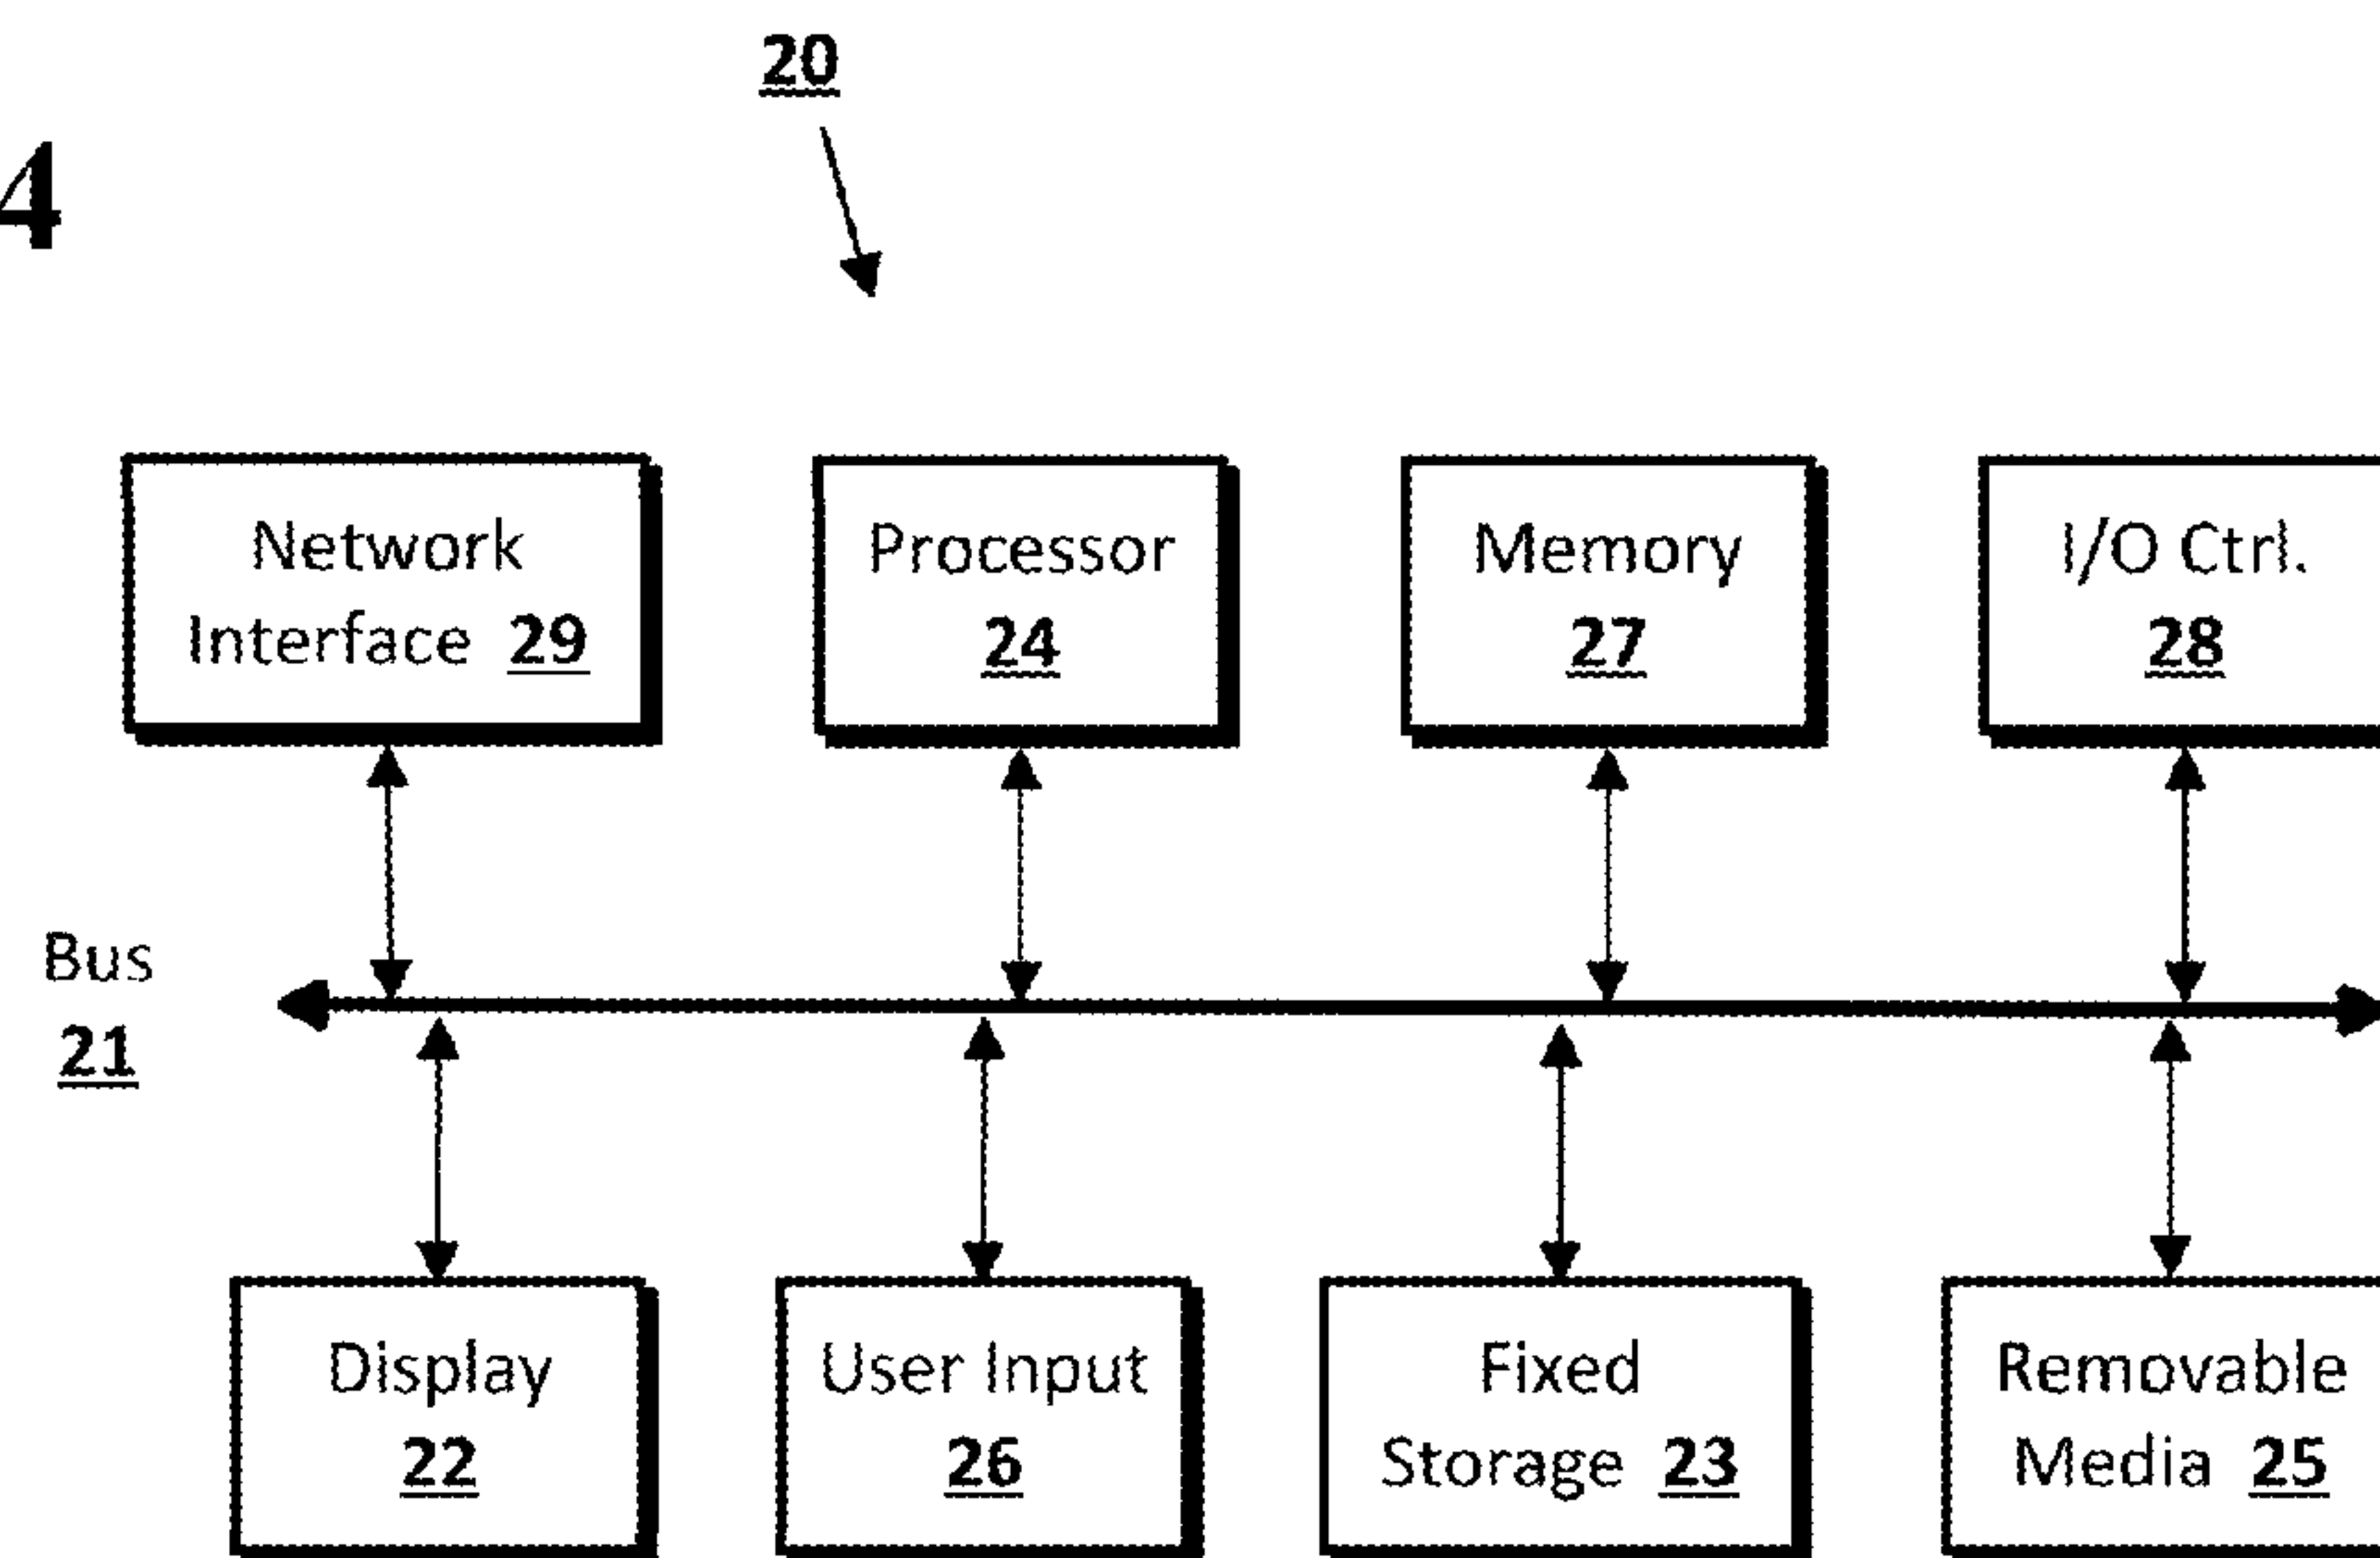 20
4
Network
Interface 29
Processor
24
Memory
27
I/O Ctrl.
28
Bus
21
Display
22
User Input
26
Fixed
Storage 23
Removable
Media 25